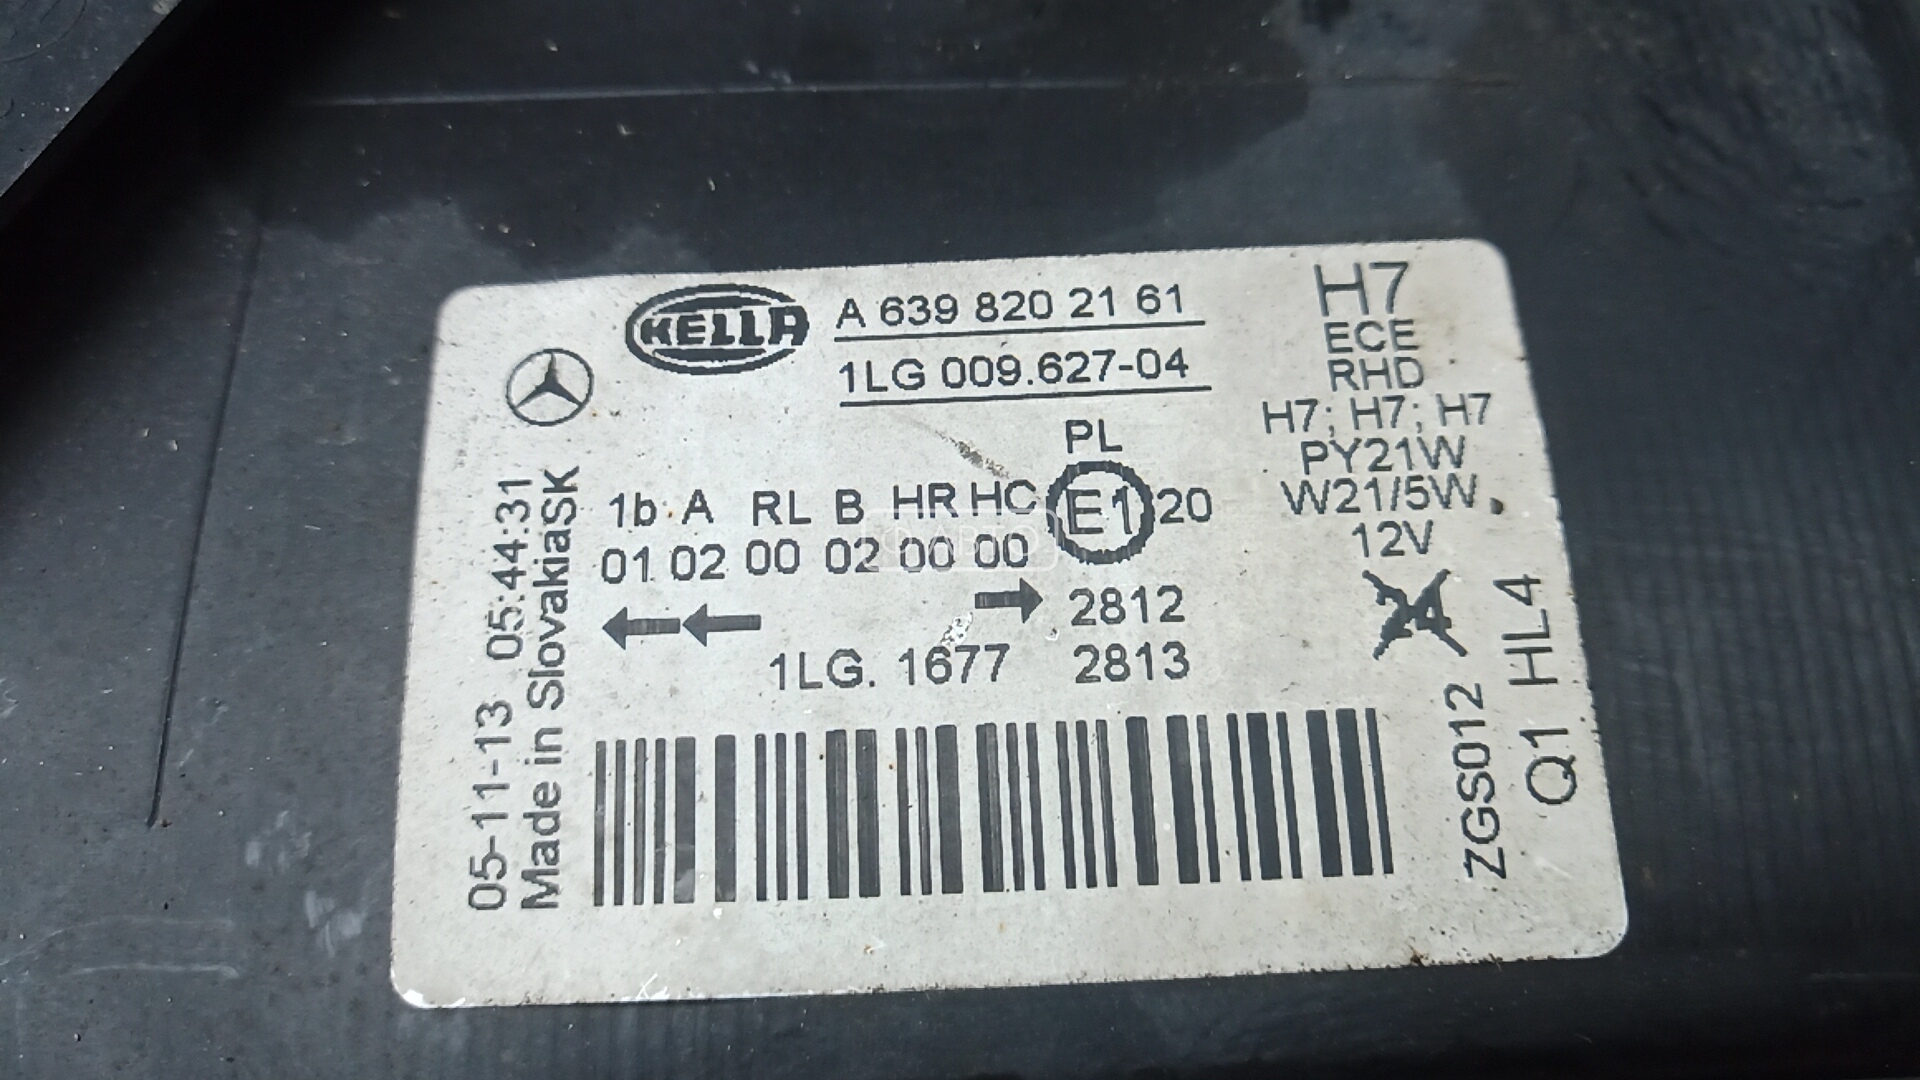 HELLA
A 639 820 21 61
1LG 009.627-04
H7
ECE
RHD
H7; H7; H7
PY21W
W21/5W
12V
PL
1b A RL B HR HC E1 20
01 02 00 02 00 00
2812
1LG. 1677 2813
05-11-13 05:44:31
Made in SlovakiaSK
ZGS012
Q1 HL4